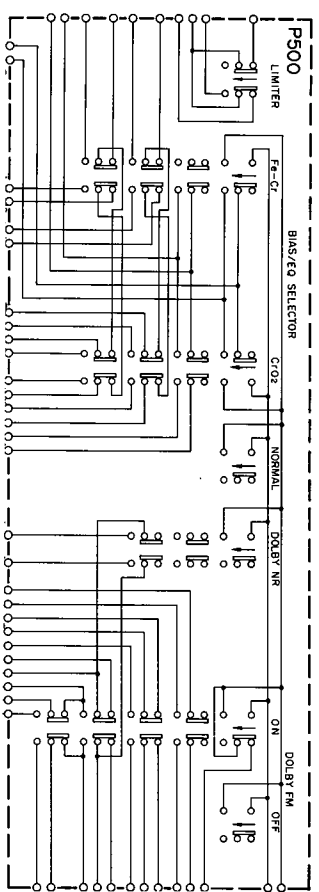 P500
LIMITER
Fe-Cr
BIAS/EQ SELECTOR
CrO2
NORMAL
DOLBY NR
ON
DOLBY FM
OFF